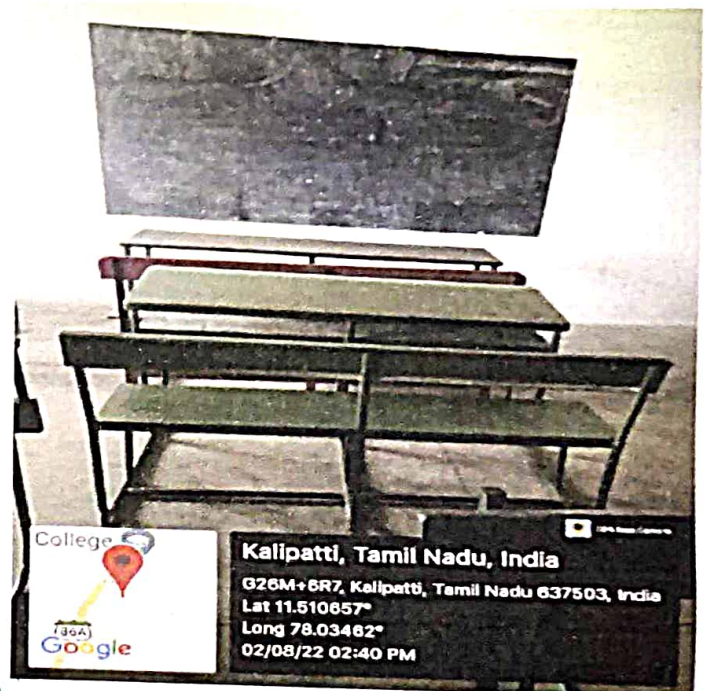 College
86A
Google
Kalipatti, Tamil Nadu, India
G26M+6R7, Kalipatti, Tamil Nadu 637503, India
Lat 11.510657°
Long 78.03462°
02/08/22 02:40 PM